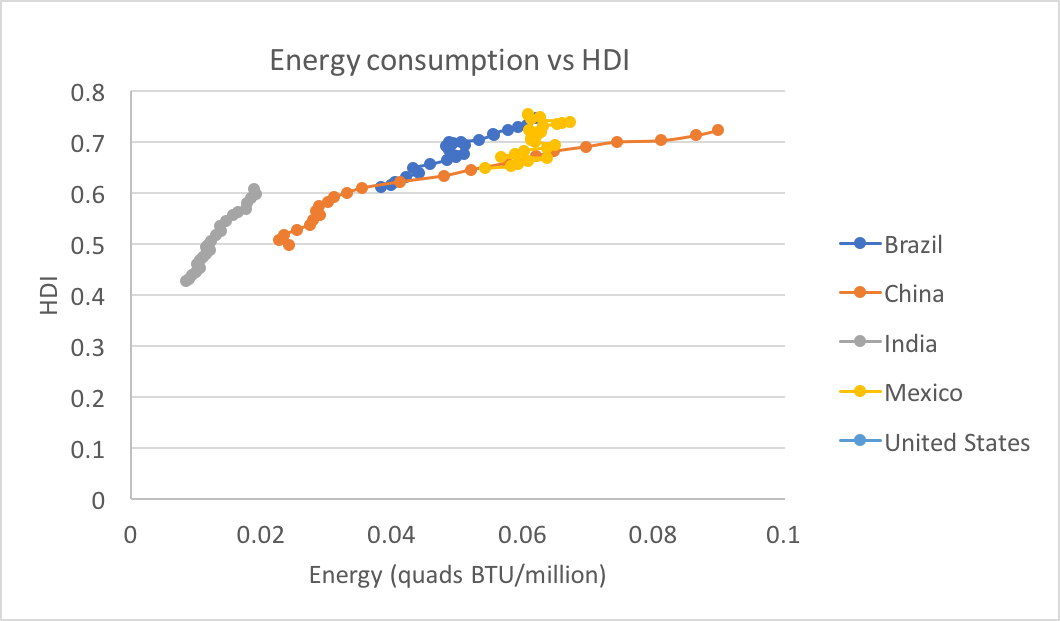 Energy consumption vs HDI
0.8
0.7
0.6
0.5
0.4
0.3
0.2
0.1
0
HDI
0
0.02
0.04
0.06
0.08
0.1
Energy (quads BTU/million)
Brazil
China
India
Mexico
United States